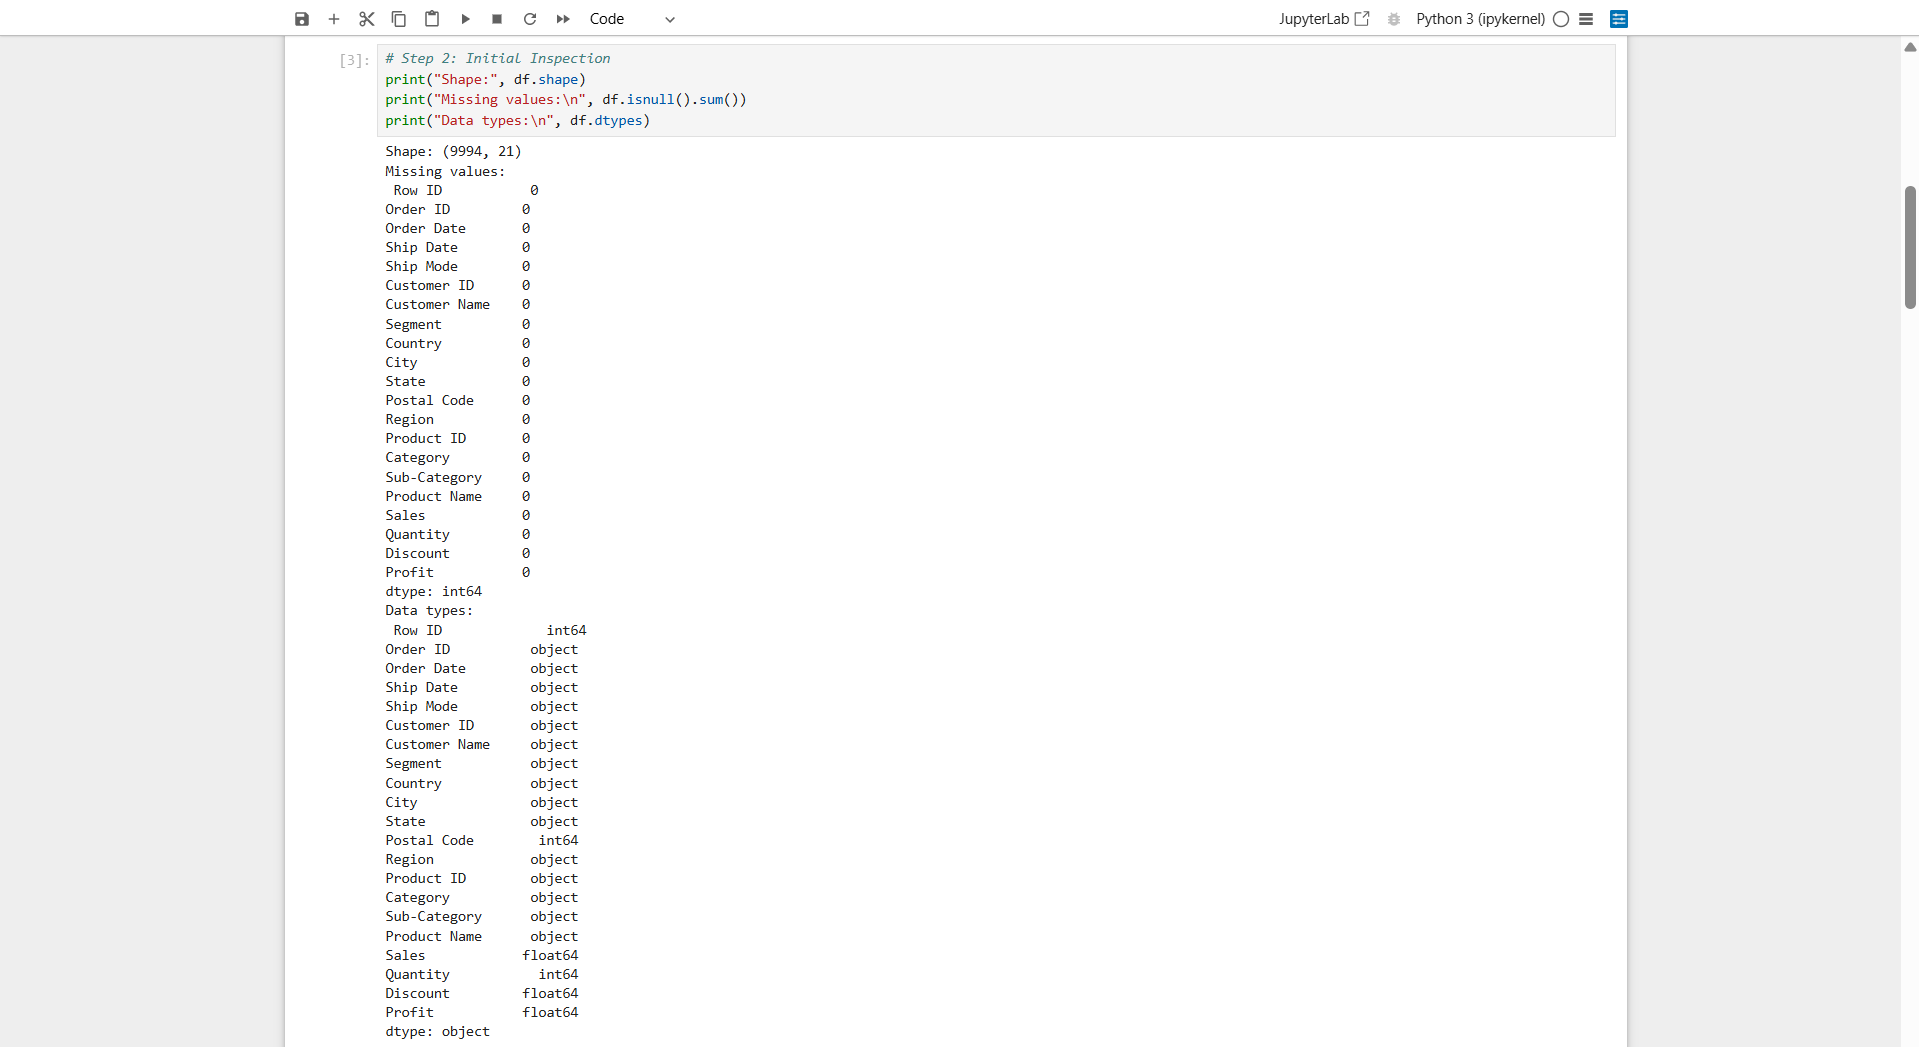 Code
JupyterLab
Python 3 (ipykernel)
[3]:
# Step 2: Initial Inspection
print("Shape:", df.shape)
print("Missing values:\n", df.isnull().sum())
print("Data types:\n", df.dtypes)
Shape: (9994, 21)
Missing values:
 Row ID           0
Order ID         0
Order Date       0
Ship Date        0
Ship Mode        0
Customer ID      0
Customer Name    0
Segment          0
Country          0
City             0
State            0
Postal Code      0
Region           0
Product ID       0
Category         0
Sub-Category     0
Product Name     0
Sales            0
Quantity         0
Discount         0
Profit           0
dtype: int64
Data types:
 Row ID             int64
Order ID          object
Order Date        object
Ship Date         object
Ship Mode         object
Customer ID       object
Customer Name     object
Segment           object
Country           object
City              object
State             object
Postal Code        int64
Region            object
Product ID        object
Category          object
Sub-Category      object
Product Name      object
Sales            float64
Quantity           int64
Discount         float64
Profit           float64
dtype: object